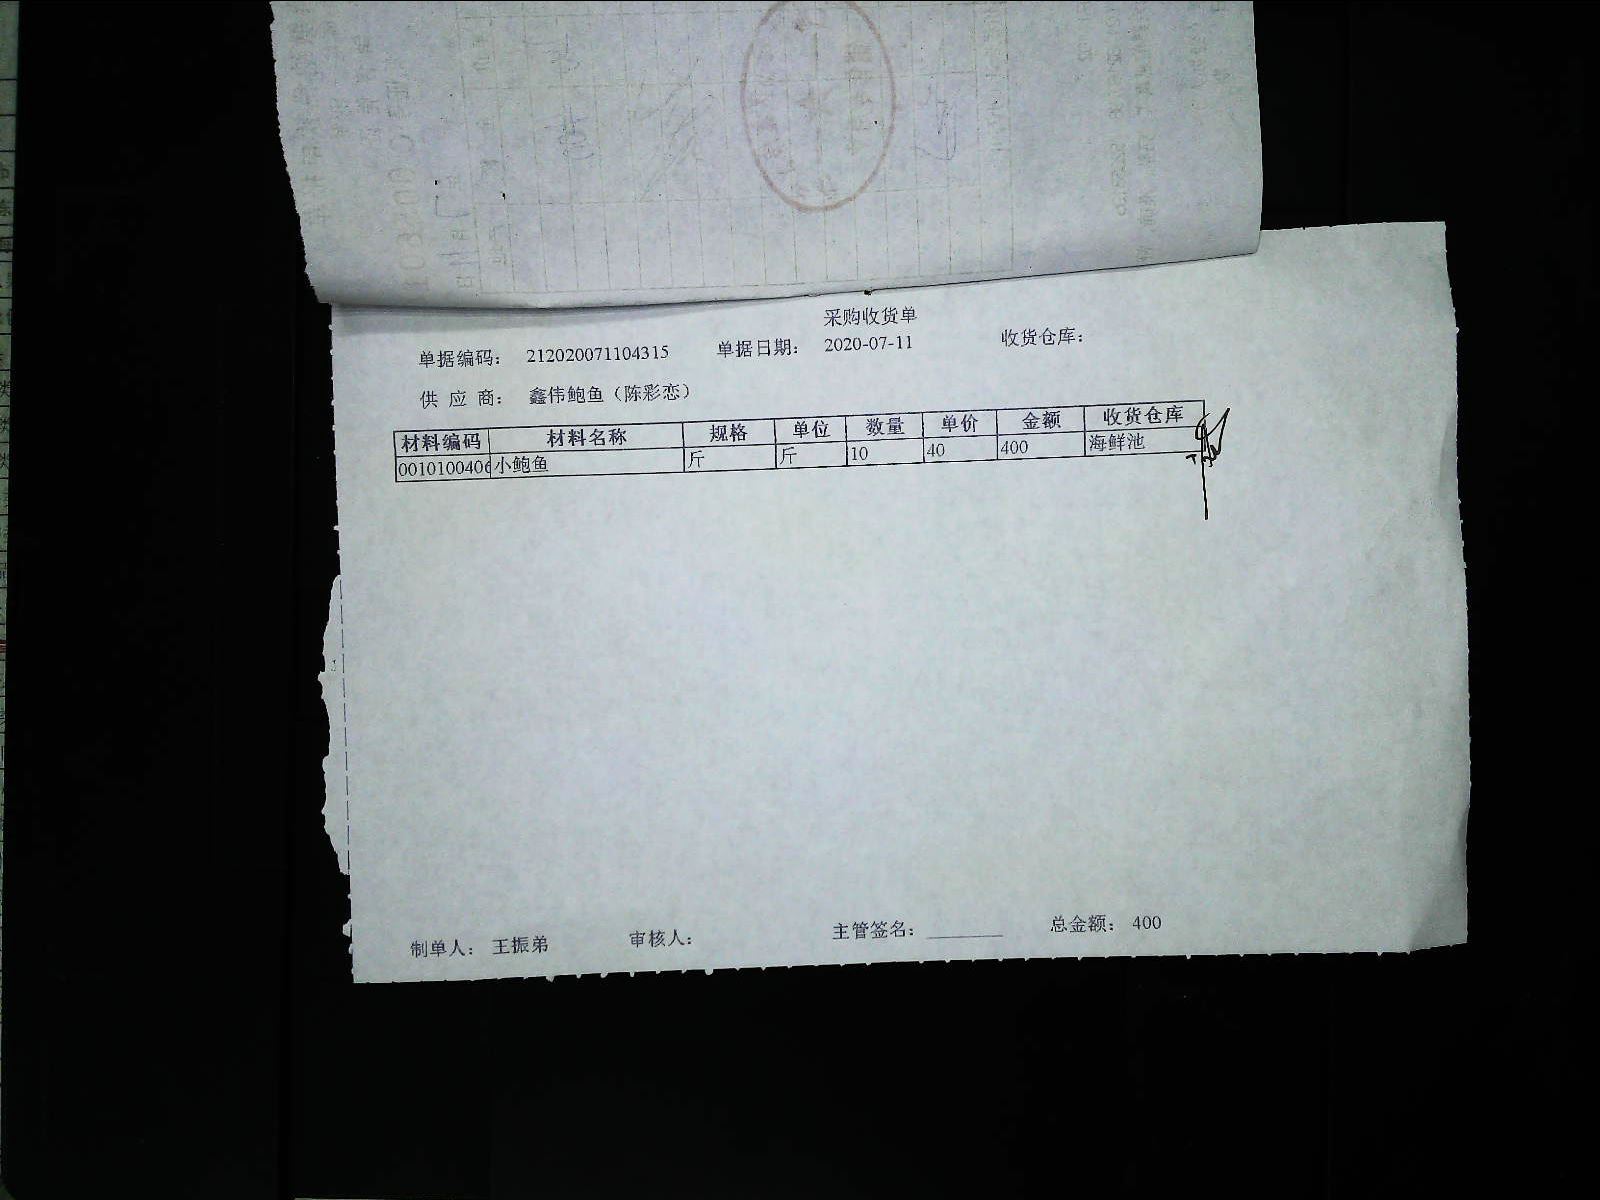 采购收货单
单据编码： 212020071104315 单据日期： 2020-07-11 收货仓库：
供 应 商： 鑫伟鲍鱼（陈彩恋）
材料编码 材料名称 规格 单位 数量 单价 金额 收货仓库
0010100406 小鲍鱼 斤 斤 10 40 400 海鲜池
制单人： 王振弟 审核人： 主管签名： 总金额： 400